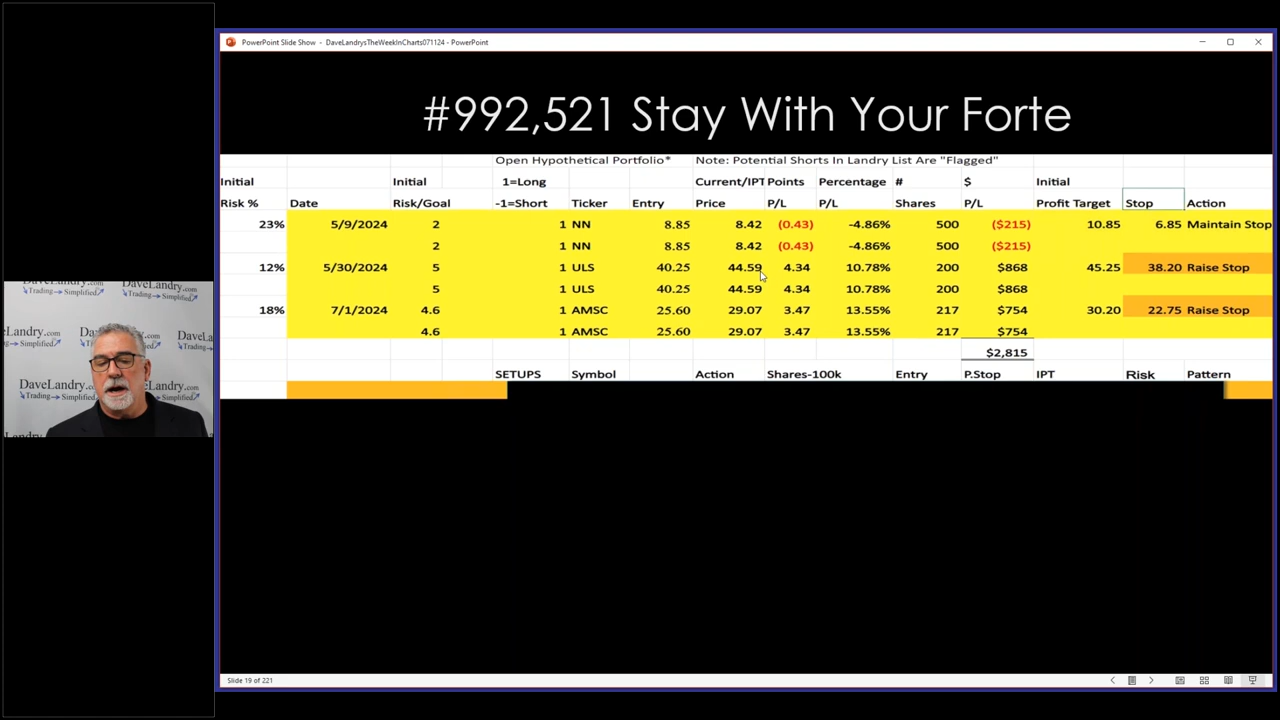 PowerPoint Slide Show - DaveLandrysTheWeekInCharts071124 - PowerPoint
#992,521 Stay With Your Forte
Open Hypothetical Portfolio* Note: Potential Shorts In Landry List Are "Flagged"
Initial Initial 1=Long Current/IPT Points Percentage # $ Initial
Risk % Date Risk/Goal -1=Short Ticker Entry Price P/L P/L Shares P/L Profit Target Stop Action
23% 5/9/2024 2 1 NN 8.85 8.42 (0.43) -4.86% 500 ($215) 10.85 6.85 Maintain Stop
2 1 NN 8.85 8.42 (0.43) -4.86% 500 ($215)
12% 5/30/2024 5 1 ULS 40.25 44.59 4.34 10.78% 200 $868 45.25 38.20 Raise Stop
5 1 ULS 40.25 44.59 4.34 10.78% 200 $868
18% 7/1/2024 4.6 1 AMSC 25.60 29.07 3.47 13.55% 217 $754 30.20 22.75 Raise Stop
4.6 1 AMSC 25.60 29.07 3.47 13.55% 217 $754
$2,815
SETUPS Symbol Action Shares-100k Entry P.Stop IPT Risk Pattern
DaveLandry.com
Trading Simplified
Slide 19 of 221